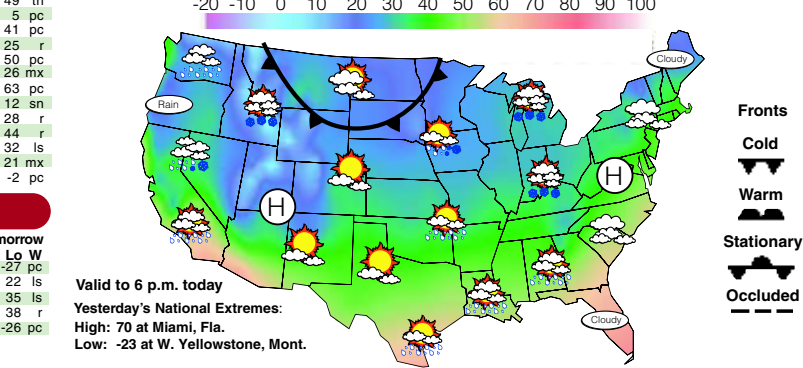 49 th
5 pc
41 pc
25 r
50 pc
26 mx
63 pc
12 sn
28 r
44 r
32 ls
21 mx
-2 pc
morrow
Lo W
-27 pc
22 ls
35 ls
38 r
-26 pc
-20 -10 0 10 20 30 40 50 60 70 80 90 100
Cloudy
Rain
H
H
Cloudy
Valid to 6 p.m. today
Yesterday's National Extremes:
High: 70 at Miami, Fla.
Low: -23 at W. Yellowstone, Mont.
Fronts
Cold
Warm
Stationary
Occluded